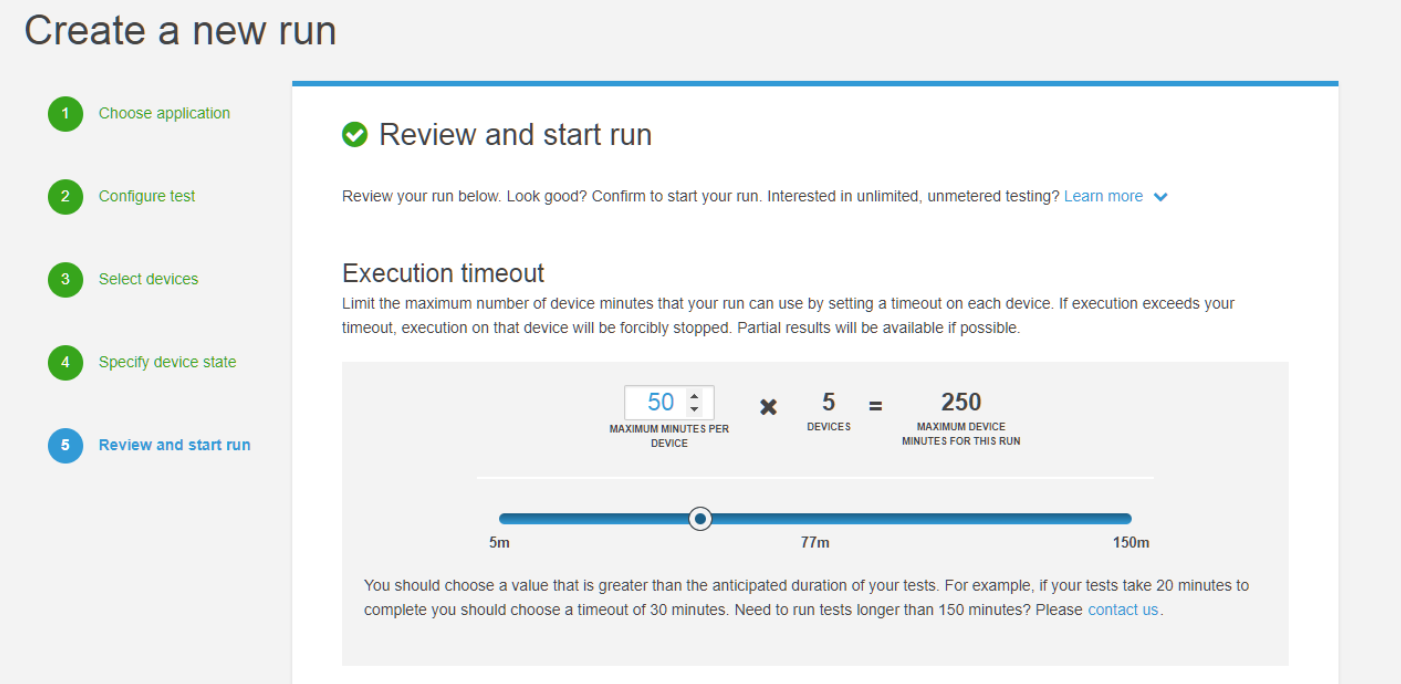 Create a new run
1 Choose application
2 Configure test
3 Select devices
4 Specify device state
5 Review and start run
Review and start run
Review your run below. Look good? Confirm to start your run. Interested in unlimited, unmetered testing? Learn more
Execution timeout
Limit the maximum number of device minutes that your run can use by setting a timeout on each device. If execution exceeds your
timeout, execution on that device will be forcibly stopped. Partial results will be available if possible.
50 × 5 = 250
MAXIMUM MINUTES PER
DEVICE
DEVICES
MAXIMUM DEVICE
MINUTES FOR THIS RUN
5m 77m 150m
You should choose a value that is greater than the anticipated duration of your tests. For example, if your tests take 20 minutes to
complete you should choose a timeout of 30 minutes. Need to run tests longer than 150 minutes? Please contact us.